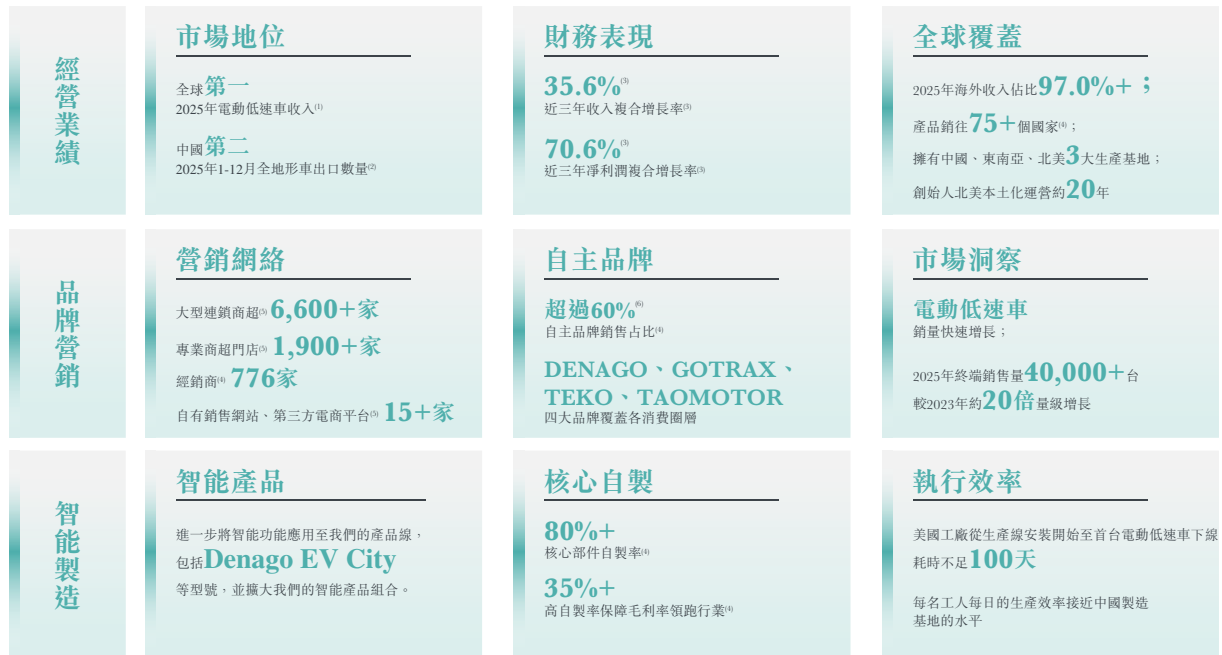 經營業績
市場地位
全球第一
2025年電動低速車收入(1)
中國第二
2025年1-12月全地形車出口數量(2)
財務表現
35.6%(3)
近三年收入複合增長率(3)
70.6%(3)
近三年淨利潤複合增長率(3)
全球覆蓋
2025年海外收入佔比97.0%+；
產品銷往75+個國家(4)；
擁有中國、東南亞、北美3大生產基地；
創始人北美本土化運營約20年
品牌營銷
營銷網絡
大型連銷商超(5) 6,600+家
專業商超門店(5) 1,900+家
經銷商(4) 776家
自有銷售網站、第三方電商平台(5) 15+家
自主品牌
超過60%(6)
自主品牌銷售占比(4)
DENAGO、GOTRAX、
TEKO、TAOMOTOR
四大品牌覆蓋各消費圈層
市場洞察
電動低速車
銷量快速增長；
2025年終端銷售量40,000+台
較2023年約20倍量級增長
智能製造
智能產品
進一步將智能功能應用至我們的產品線，
包括Denago EV City
等型號，並擴大我們的智能產品組合。
核心自製
80%+
核心部件自製率(4)
35%+
高自製率保障毛利率領跑行業(4)
執行效率
美國工廠從生產線安裝開始至首台電動低速車下線
耗時不足100天
每名工人每日的生產效率接近中國製造
基地的水平